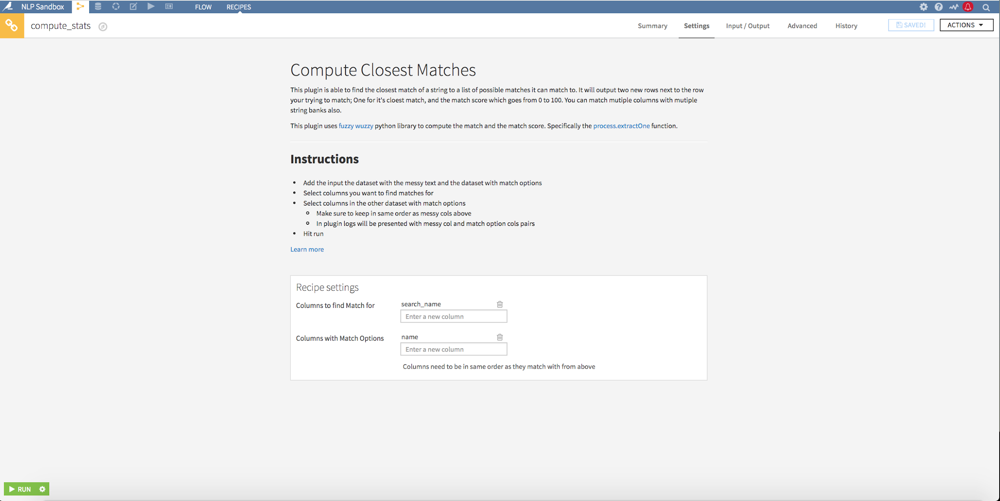 NLP Sandbox FLOW RECIPES
compute_stats Summary Settings Input / Output Advanced History SAVED! ACTIONS
Compute Closest Matches
This plugin is able to find the closest match of a string to a list of possible matches it can match to. It will output two new rows next to the row
your trying to match; One for it's cloest match, and the match score which goes from 0 to 100. You can match mutiple columns with mutiple
string banks also.
This plugin uses fuzzy wuzzy python library to compute the match and the match score. Specifically the process.extractOne function.
Instructions
• Add the input the dataset with the messy text and the dataset with match options
• Select columns you want to find matches for
• Select columns in the other dataset with match options
Make sure to keep in same order as messy cols above
In plugin logs will be presented with messy col and match option cols pairs
• Hit run
Learn more
Recipe settings
Columns to find Match for search_name
Enter a new column
Columns with Match Options name
Enter a new column
Columns need to be in same order as they match with from above
RUN